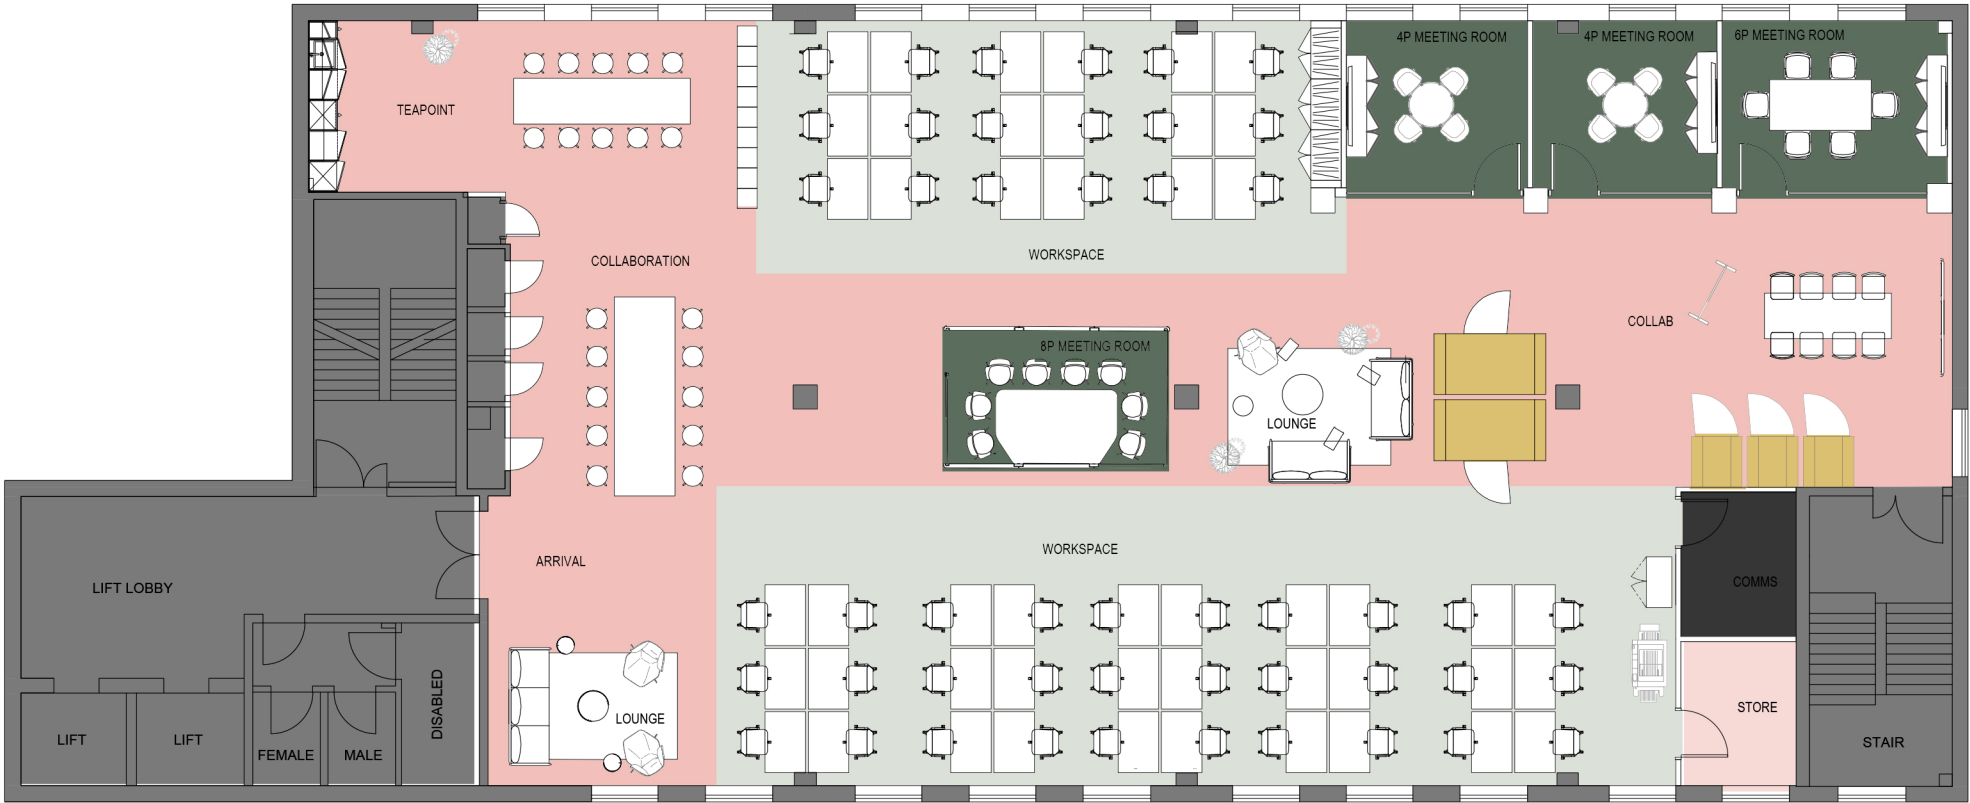 4P MEETING ROOM
4P MEETING ROOM
6P MEETING ROOM
TEAPOINT
WORKSPACE
COLLABORATION
COLLAB
8P MEETING ROOM
LOUNGE
WORKSPACE
ARRIVAL
LIFT LOBBY
COMMS
DISABLED
STORE
LOUNGE
LIFT
LIFT
FEMALE
MALE
STAIR